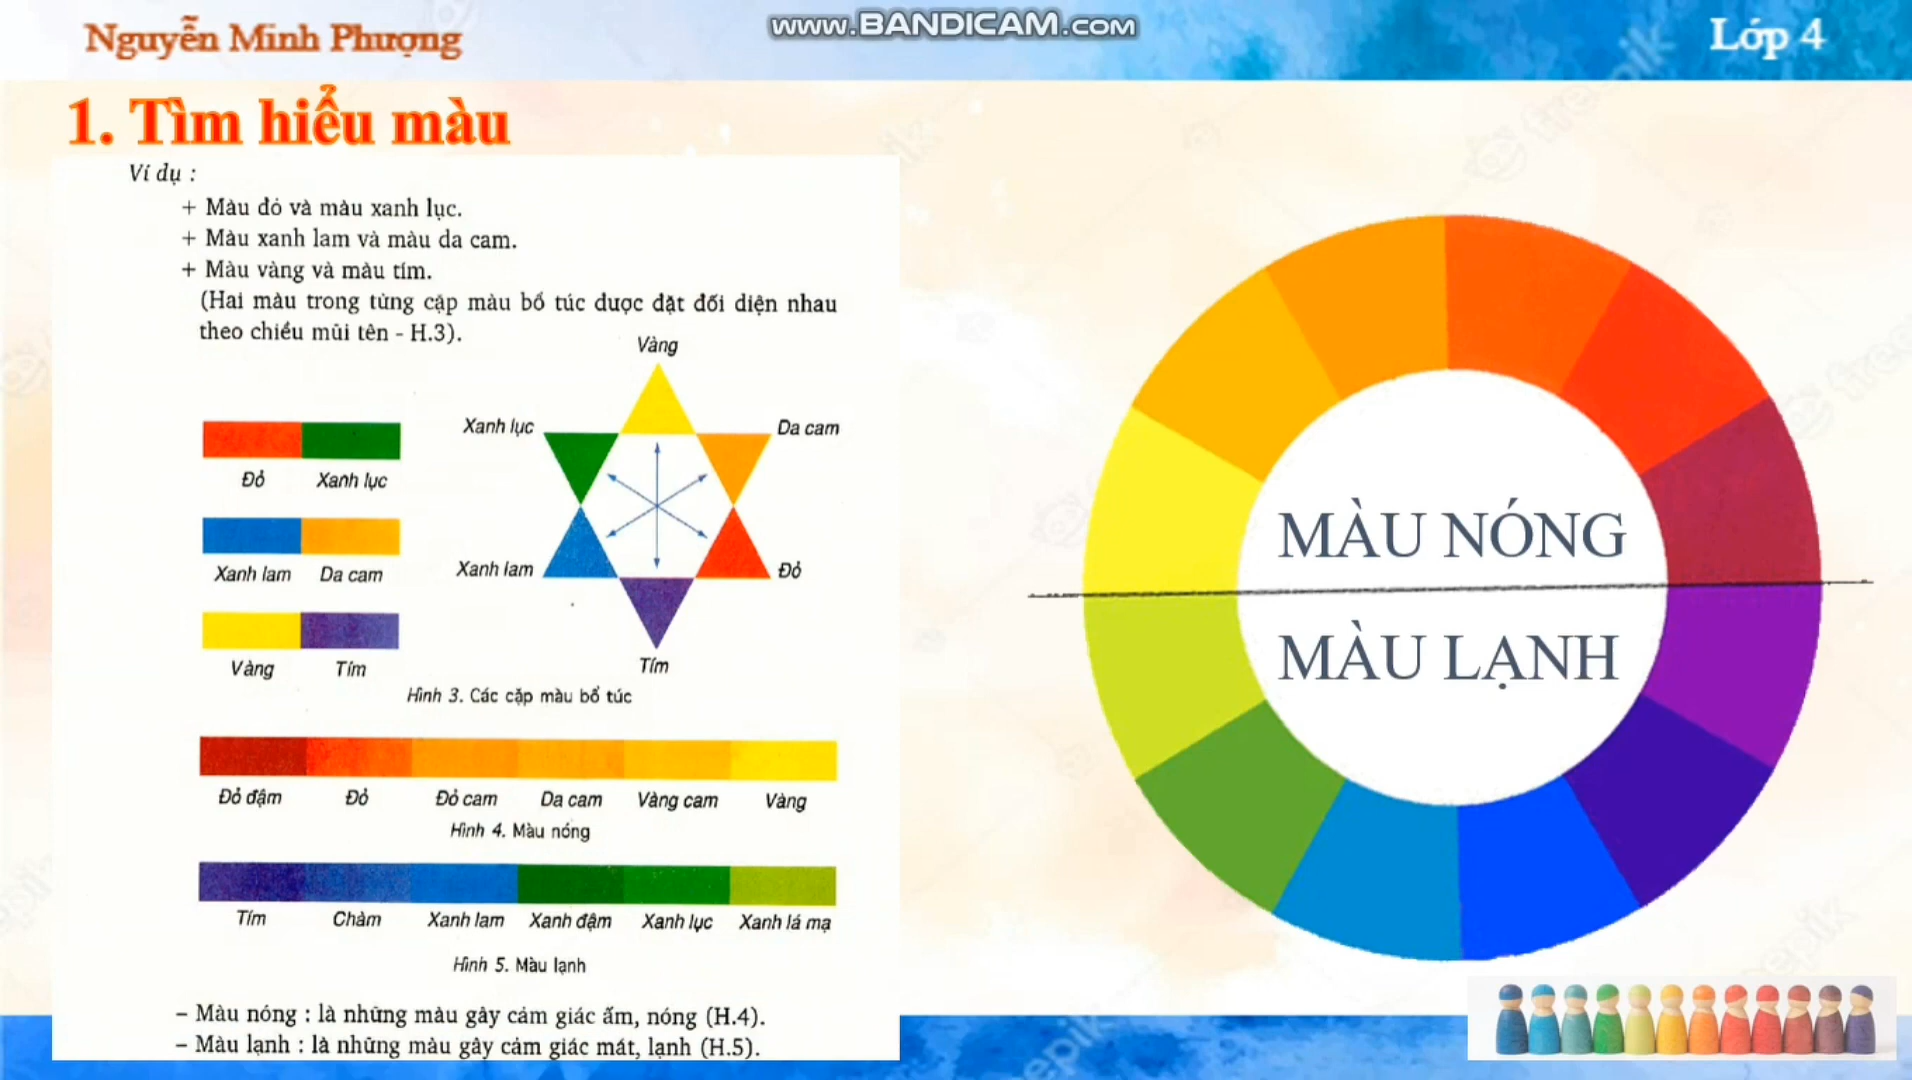 Nguyễn Minh Phượng
www.BANDICAM.com
Lớp 4
1. Tìm hiểu màu
Ví dụ :
+ Màu đỏ và màu xanh lục.
+ Màu xanh lam và màu da cam.
+ Màu vàng và màu tím.
(Hai màu trong từng cặp màu bổ túc được đặt đối diện nhau
theo chiều mũi tên - H.3).
Vàng
Xanh lục
Da cam
Đỏ
Xanh lục
Xanh lam
Da cam
Xanh lam
Đỏ
Vàng
Tím
Tím
Hình 3. Các cặp màu bổ túc
Đỏ đậm
Đỏ
Đỏ cam
Da cam
Vàng cam
Vàng
Hình 4. Màu nóng
Tím
Chàm
Xanh lam
Xanh đậm
Xanh lục
Xanh lá mạ
Hình 5. Màu lạnh
– Màu nóng : là những màu gây cảm giác ấm, nóng (H.4).
– Màu lạnh : là những màu gây cảm giác mát, lạnh (H.5).
MÀU NÓNG
MÀU LẠNH